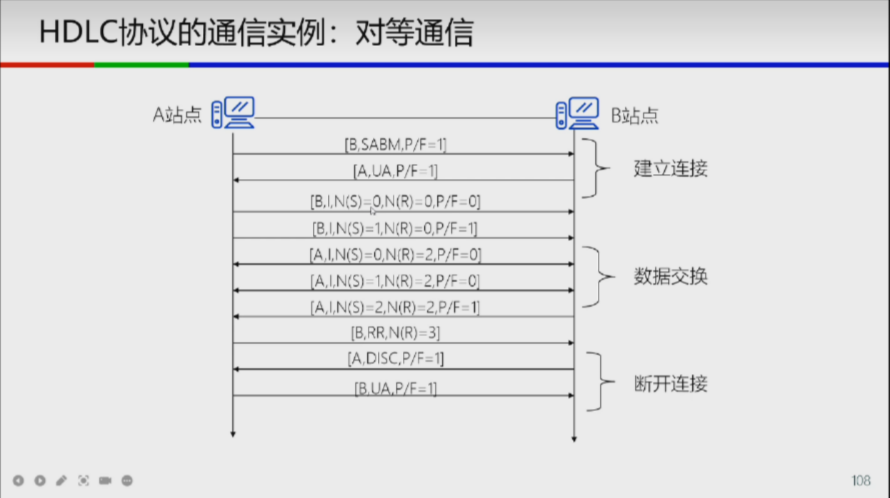 HDLC协议的通信实例：对等通信
A站点
B站点
[B,SABM,P/F=1]
[A,UA,P/F=1]
建立连接
[B,I,N(S)=0,N(R)=0,P/F=0]
[B,I,N(S)=1,N(R)=0,P/F=1]
[A,I,N(S)=0,N(R)=2,P/F=0]
[A,I,N(S)=1,N(R)=2,P/F=0]
数据交换
[A,I,N(S)=2,N(R)=2,P/F=1]
[B,RR,N(R)=3]
[A,DISC,P/F=1]
断开连接
[B,UA,P/F=1]
108